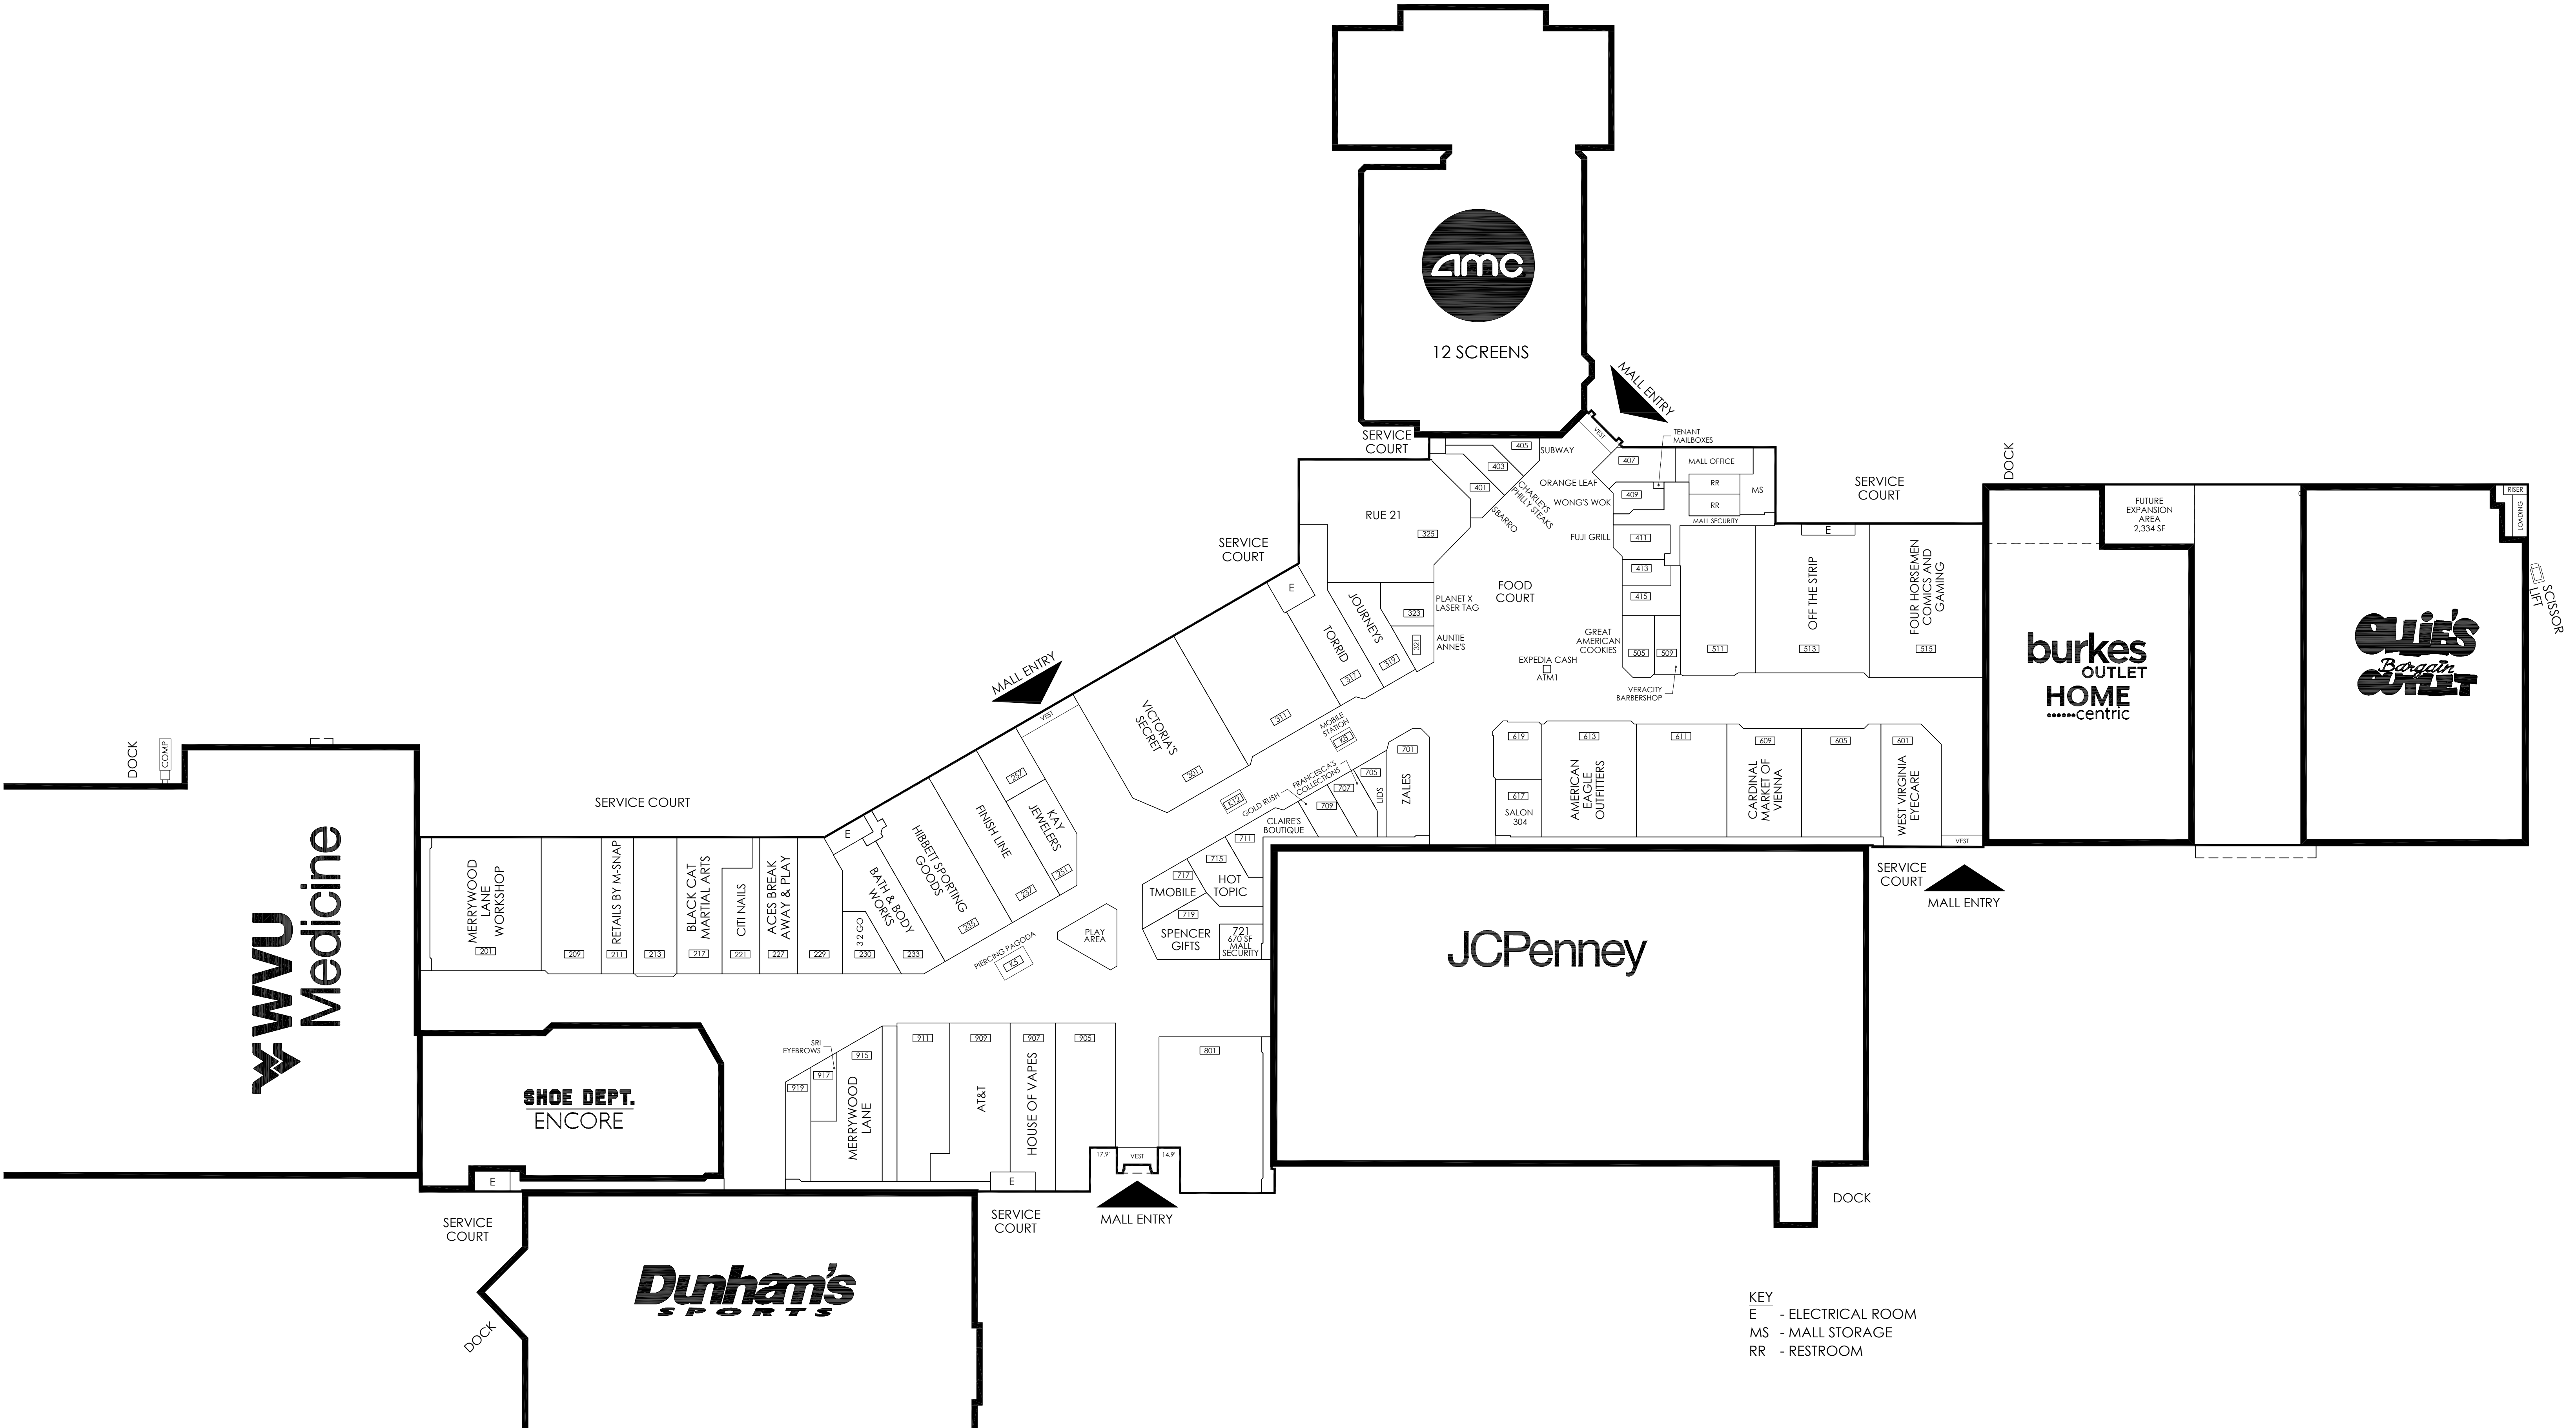 amc
12 SCREENS
MALL ENTRY
SERVICE
COURT
VEST
405
SUBWAY
403
CHARLEYS
PHILLY STEAKS
401
SBARRO
RUE 21
325
TENANT
MAILBOXES
407
MALL OFFICE
ORANGE LEAF
RR
RR
MS
409
WONG'S WOK
MALL SECURITY
FUJI GRILL
411
413
415
FOOD
COURT
GREAT
AMERICAN
COOKIES
505
509
VERACITY
BARBERSHOP
EXPEDIA CASH
ATM1
511
E
OFF THE STRIP
513
FOUR HORSEMEN
COMICS AND
GAMING
515
SERVICE
COURT
DOCK
FUTURE
EXPANSION
AREA
2,334 SF
burkes
OUTLET
HOME
centric
RISER
LOADING
SCISSOR
LIFT
OLLIE'S
Bargain
OUTLET
SERVICE
COURT
E
JOURNEYS
319
TORRID
317
323
PLANET X
LASER TAG
321
AUNTIE
ANNE'S
311
VICTORIA'S
SECRET
301
MALL ENTRY
VEST
MOBILE
STATION
K8
K12
257
KAY
JEWELERS
251
FINISH LINE
237
HIBBETT SPORTING
GOODS
235
BATH & BODY
WORKS
233
E
3 2 GO
230
229
ACES BREAK
AWAY & PLAY
227
CITI NAILS
221
BLACK CAT
MARTIAL ARTS
217
213
RETAILS BY M-SNAP
211
209
MERRYWOOD
LANE
WORKSHOP
201
SERVICE COURT
DOCK
COMP
WVU
Medicine
PIERCING PAGODA
K5
PLAY
AREA
701
ZALES
705
LIDS
FRANCESCA'S
COLLECTIONS
707
GOLD RUSH
709
CLAIRE'S
BOUTIQUE
711
715
HOT
TOPIC
717
TMOBILE
719
SPENCER
GIFTS
721
670 SF
MALL
SECURITY
619
617
SALON
304
613
AMERICAN
EAGLE
OUTFITTERS
611
609
CARDINAL
MARKET OF
VIENNA
605
601
WEST VIRGINIA
EYECARE
VEST
SERVICE
COURT
MALL ENTRY
JCPenney
DOCK
SHOE DEPT.
ENCORE
E
SERVICE
COURT
DOCK
Dunham's
SPORTS
SRI
EYEBROWS
919
917
915
MERRYWOOD
LANE
911
909
AT&T
907
HOUSE OF VAPES
905
E
SERVICE
COURT
17.9'
VEST
14.9'
MALL ENTRY
801
KEY
E - ELECTRICAL ROOM
MS - MALL STORAGE
RR - RESTROOM